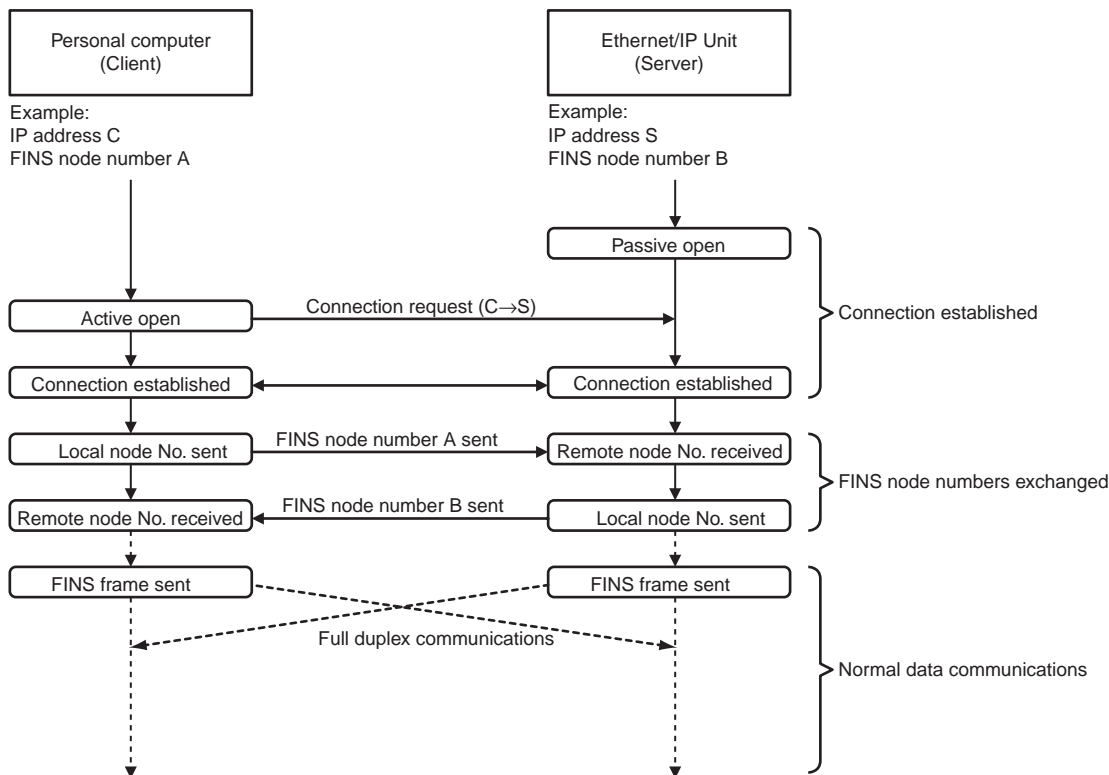 Personal computer
(Client)
Ethernet/IP Unit
(Server)
Example:
IP address C
FINS node number A
Example:
IP address S
FINS node number B
Passive open
Active open
Connection request (C→S)
Connection established
Connection established
Connection established
Local node No. sent
FINS node number A sent
Remote node No. received
FINS node numbers exchanged
Remote node No. received
FINS node number B sent
Local node No. sent
FINS frame sent
FINS frame sent
Full duplex communications
Normal data communications